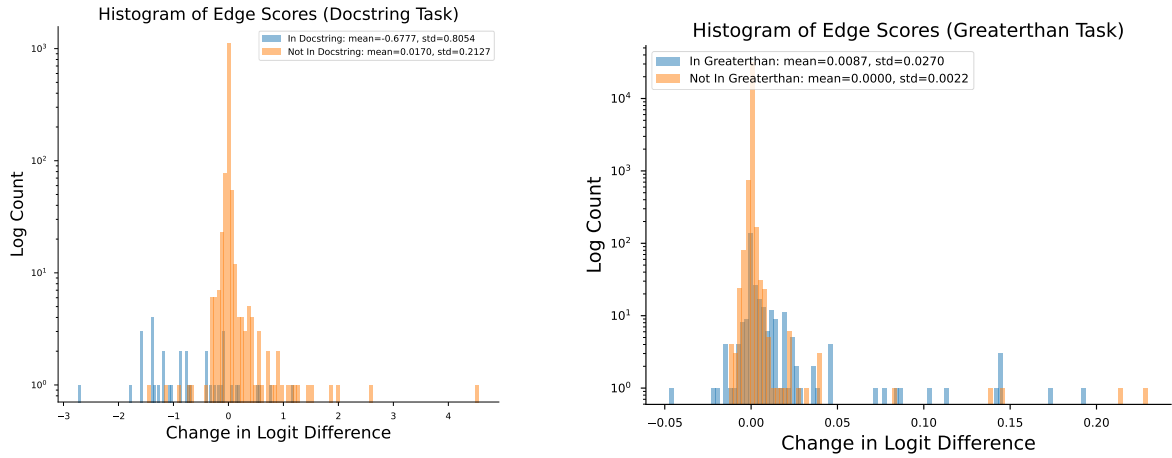 Histogram of Edge Scores (Docstring Task)
In Docstring: mean=-0.6777, std=0.8054
Not In Docstring: mean=0.0170, std=0.2127
Log Count
10³
10²
10¹
10⁰
−3 −2 −1 0 1 2 3 4
Change in Logit Difference
Histogram of Edge Scores (Greaterthan Task)
In Greaterthan: mean=0.0087, std=0.0270
Not In Greaterthan: mean=0.0000, std=0.0022
Log Count
10⁴
10³
10²
10¹
10⁰
−0.05 0.00 0.05 0.10 0.15 0.20
Change in Logit Difference